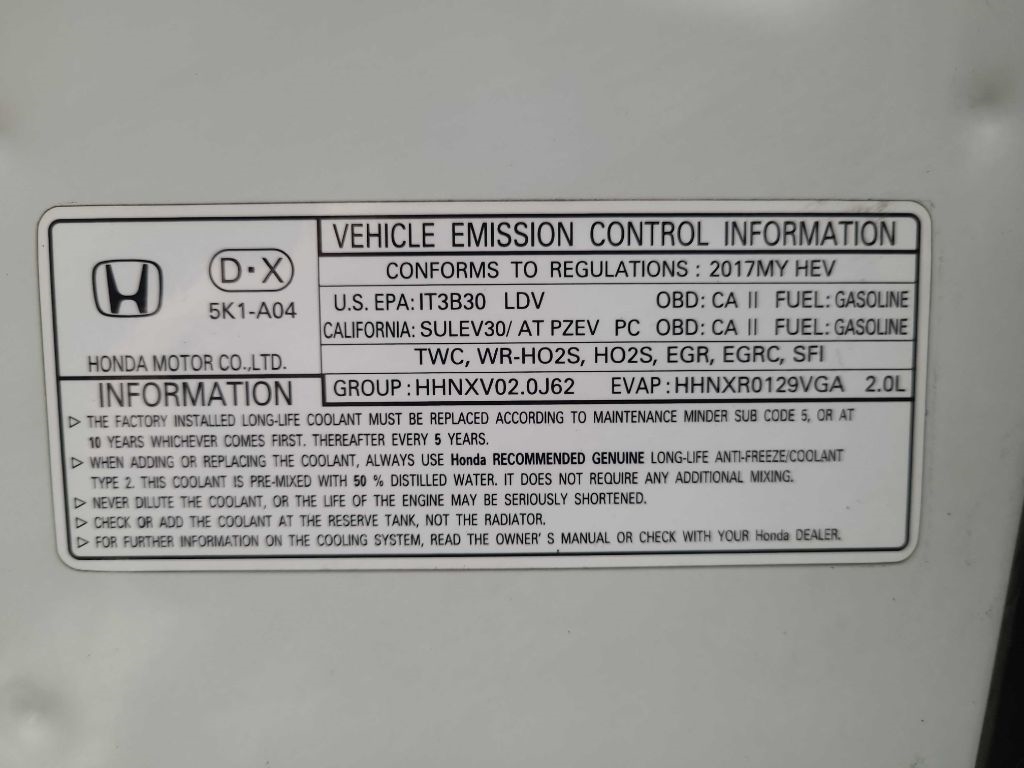 VEHICLE EMISSION CONTROL INFORMATION
D·X
5K1-A04
HONDA MOTOR CO.,LTD.
CONFORMS TO REGULATIONS : 2017MY HEV
U.S. EPA: IT3B30 LDV OBD: CA II FUEL: GASOLINE
CALIFORNIA: SULEV30/ AT PZEV PC OBD: CA II FUEL: GASOLINE
TWC, WR-HO2S, HO2S, EGR, EGRC, SFI
GROUP : HHNXV02.0J62 EVAP : HHNXR0129VGA 2.0L
INFORMATION
▷ THE FACTORY INSTALLED LONG-LIFE COOLANT MUST BE REPLACED ACCORDING TO MAINTENANCE MINDER SUB CODE 5, OR AT
10 YEARS WHICHEVER COMES FIRST. THEREAFTER EVERY 5 YEARS.
▷ WHEN ADDING OR REPLACING THE COOLANT, ALWAYS USE Honda RECOMMENDED GENUINE LONG-LIFE ANTI-FREEZE/COOLANT
TYPE 2. THIS COOLANT IS PRE-MIXED WITH 50 % DISTILLED WATER. IT DOES NOT REQUIRE ANY ADDITIONAL MIXING.
▷ NEVER DILUTE THE COOLANT, OR THE LIFE OF THE ENGINE MAY BE SERIOUSLY SHORTENED.
▷ CHECK OR ADD THE COOLANT AT THE RESERVE TANK, NOT THE RADIATOR.
▷ FOR FURTHER INFORMATION ON THE COOLING SYSTEM, READ THE OWNER' S MANUAL OR CHECK WITH YOUR Honda DEALER.